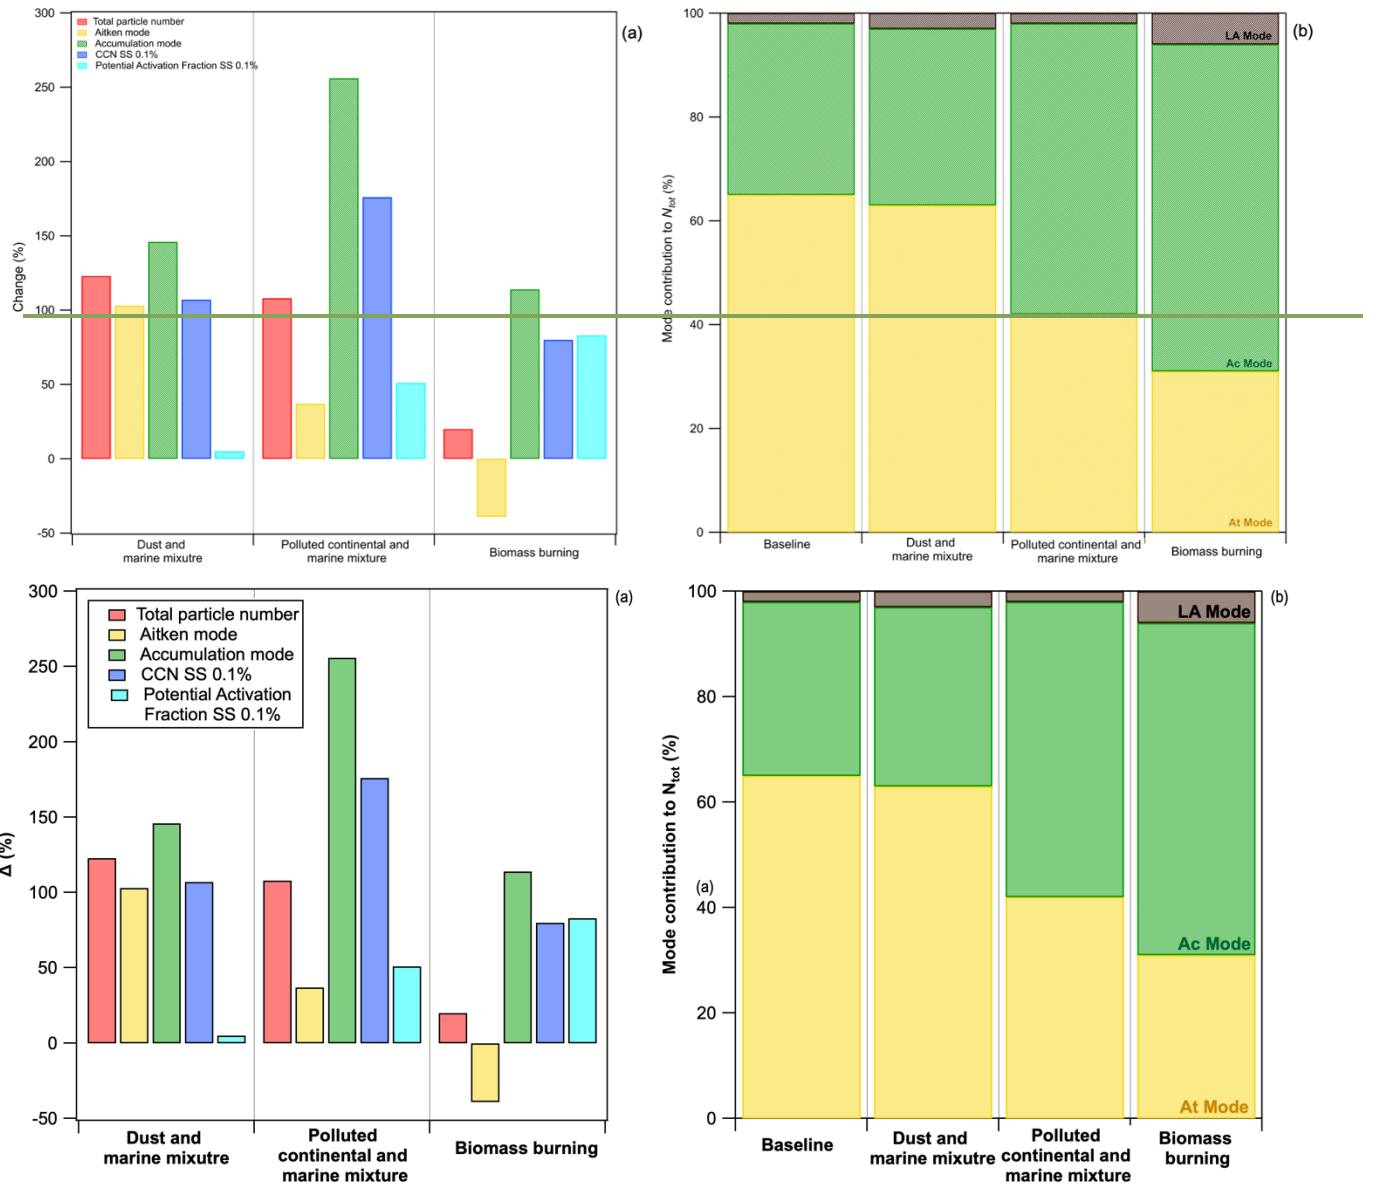 300
250
200
150
100
50
0
-50
Change (%)
Total particle number
Aitken mode
Accumulation mode
CCN SS 0.1%
Potential Activation Fraction SS 0.1%
(a)
Dust and
marine mixutre
Polluted continental and
marine mixture
Biomass burning
100
80
60
40
20
0
Mode contribution to Ntot (%)
LA Mode
Ac Mode
At Mode
(b)
Baseline
Dust and
marine mixutre
Polluted continental and
marine mixture
Biomass burning
300
250
200
150
100
50
0
-50
Δ (%)
Total particle number
Aitken mode
Accumulation mode
CCN SS 0.1%
Potential Activation
Fraction SS 0.1%
(a)
Dust and
marine mixutre
Polluted
continental and
marine mixture
Biomass burning
100
80
60
40
20
0
Mode contribution to Ntot (%)
(a)
LA Mode
Ac Mode
At Mode
(b)
Baseline
Dust and
marine mixutre
Polluted
continental and
marine mixture
Biomass
burning